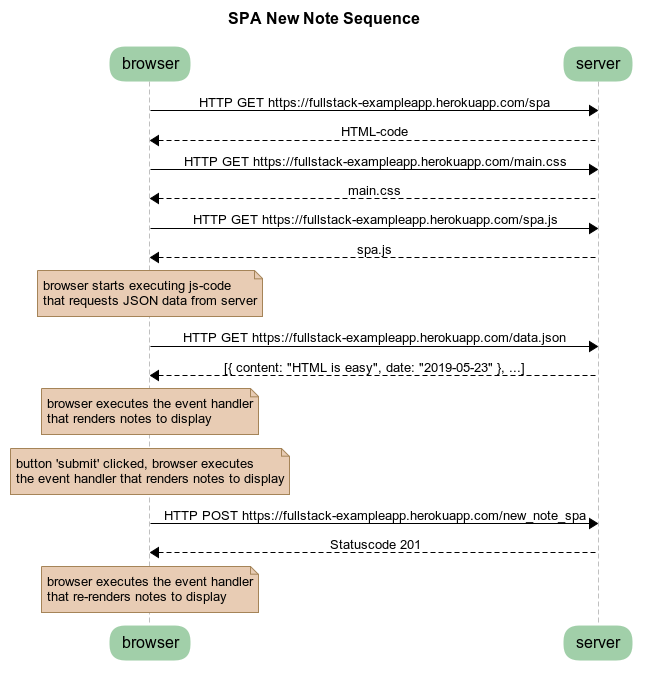 SPA New Note Sequence
browser
server
HTTP GET https://fullstack-exampleapp.herokuapp.com/spa
HTML-code
HTTP GET https://fullstack-exampleapp.herokuapp.com/main.css
main.css
HTTP GET https://fullstack-exampleapp.herokuapp.com/spa.js
spa.js
browser starts executing js-code
that requests JSON data from server
HTTP GET https://fullstack-exampleapp.herokuapp.com/data.json
[{ content: "HTML is easy", date: "2019-05-23" }, ...]
browser executes the event handler
that renders notes to display
button 'submit' clicked, browser executes
the event handler that renders notes to display
HTTP POST https://fullstack-exampleapp.herokuapp.com/new_note_spa
Statuscode 201
browser executes the event handler
that re-renders notes to display
browser
server